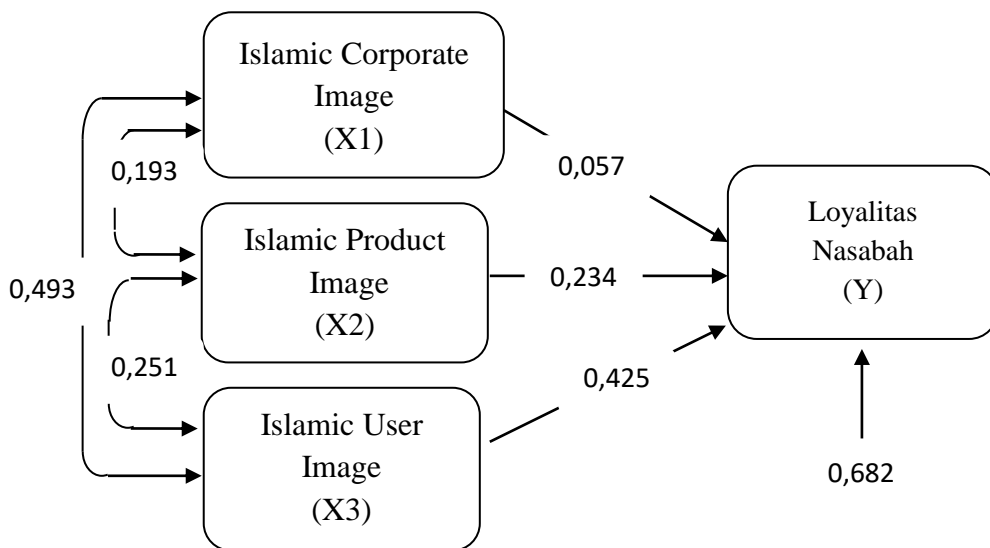 Islamic Corporate
Image
(X1)
0,193
0,057
Loyalitas
Nasabah
(Y)
Islamic Product
Image
(X2)
0,234
0,493
0,251
0,425
Islamic User
Image
(X3)
0,682